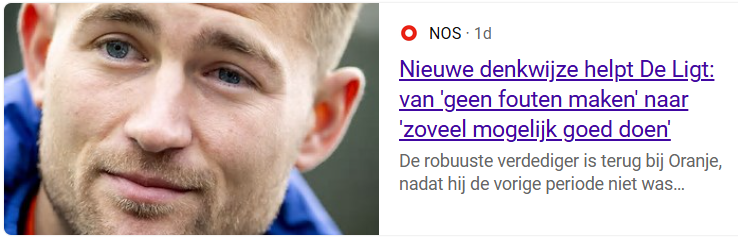 NOS · 1d
Nieuwe denkwijze helpt De Ligt:
van 'geen fouten maken' naar
'zoveel mogelijk goed doen'
De robuuste verdediger is terug bij Oranje,
nadat hij de vorige periode niet was...